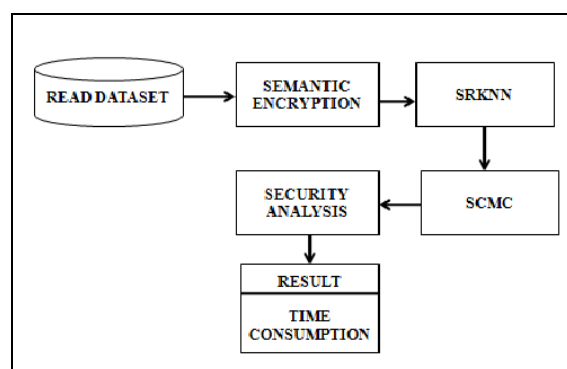 READ DATASET
SEMANTIC
ENCRYPTION
SRKNN
SCMC
SECURITY
ANALYSIS
RESULT
TIME
CONSUMPTION